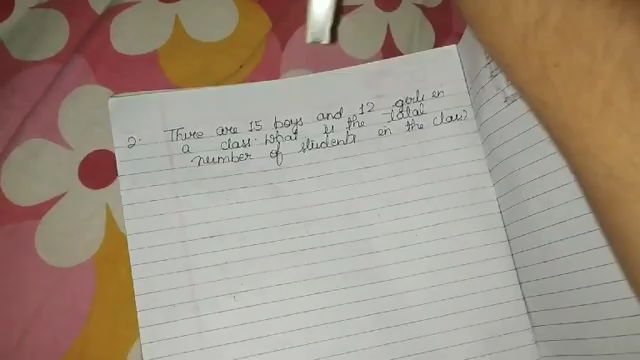 2. There are 15 boys and 12 girls in
a class. What is the total
number of students in the class?